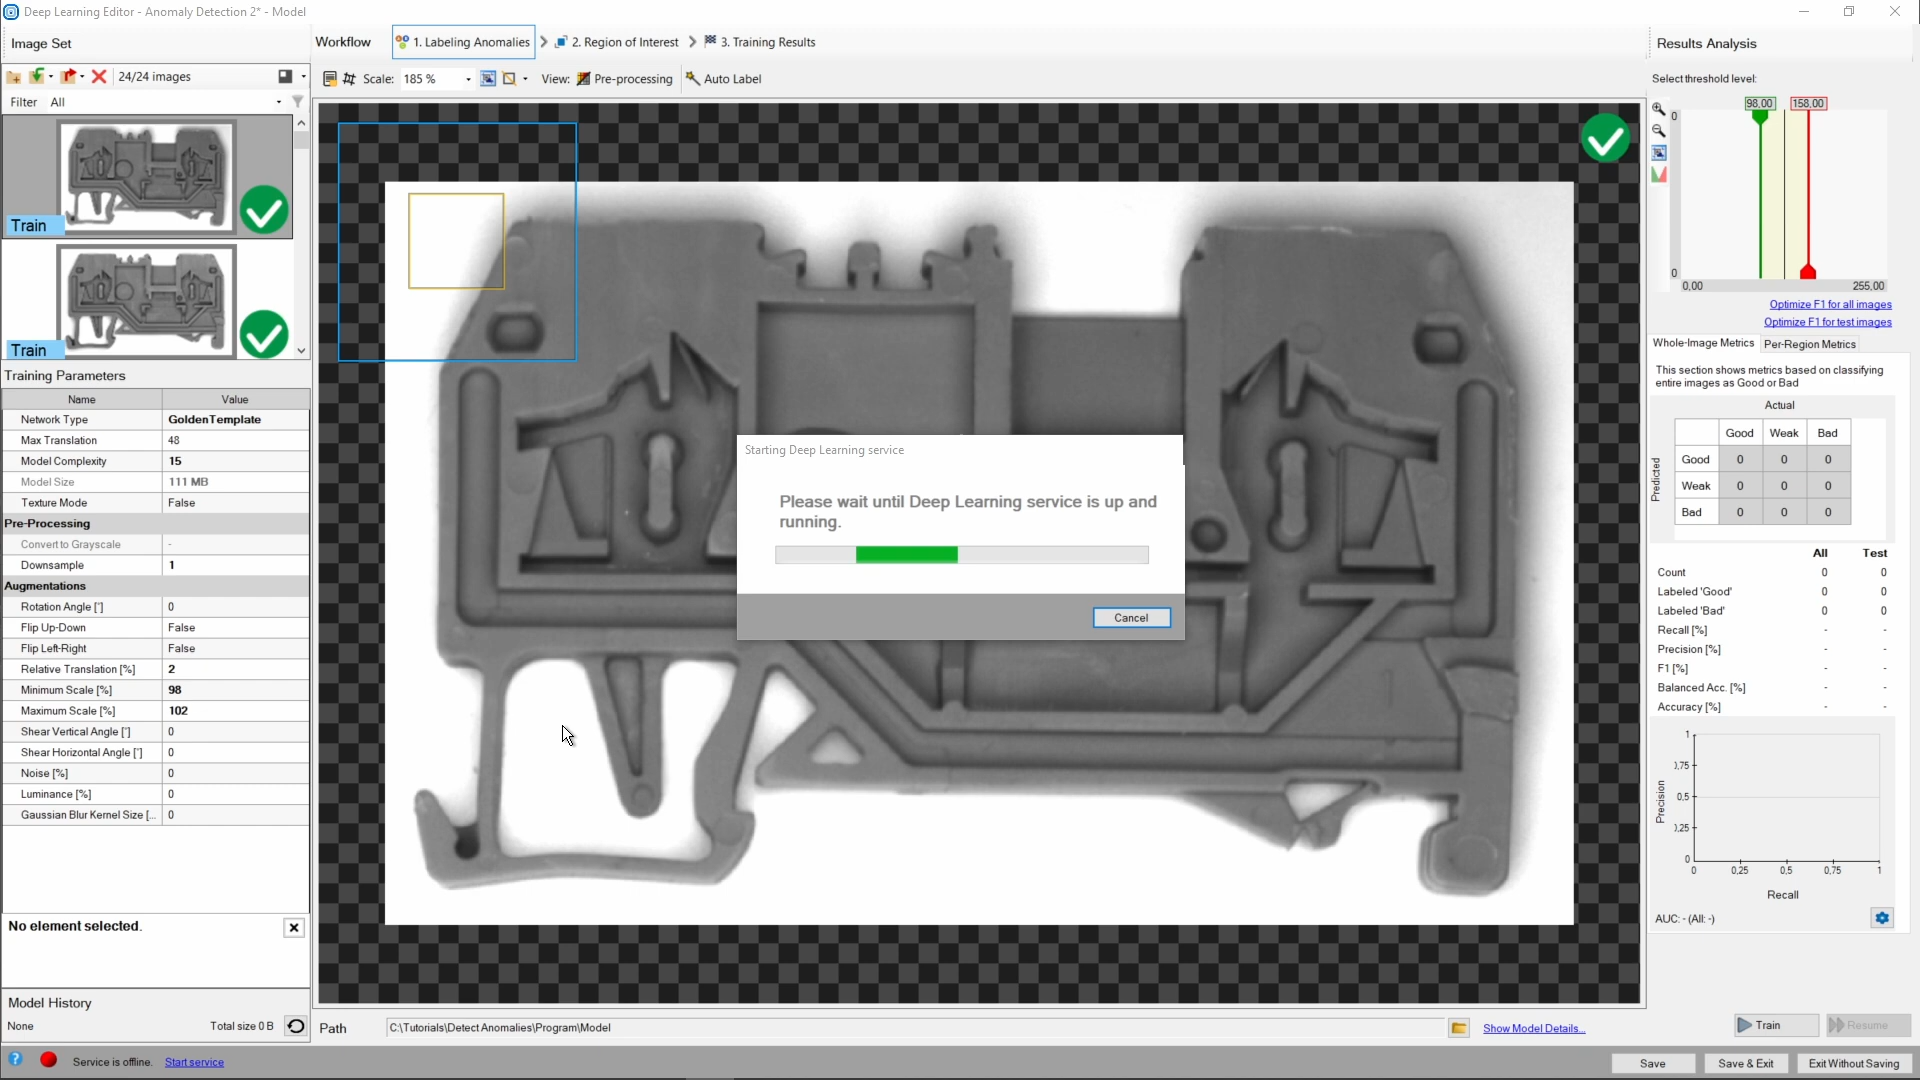 Deep Learning Editor - Anomaly Detection 2* - Model
Image Set
24/24 images
Filter All
Train
Train
Training Parameters
Name Value
Network Type GoldenTemplate
Max Translation 48
Model Complexity 15
Model Size 111 MB
Texture Mode False
Pre-Processing
Convert to Grayscale -
Downsample 1
Augmentations
Rotation Angle [°] 0
Flip Up-Down False
Flip Left-Right False
Relative Translation [%] 2
Minimum Scale [%] 98
Maximum Scale [%] 102
Shear Vertical Angle [°] 0
Shear Horizontal Angle [°] 0
Noise [%] 0
Luminance [%] 0
Gaussian Blur Kernel Size [... 0
No element selected.
Model History
None Total size 0 B
Service is offline. Start service
Workflow 1. Labeling Anomalies 2. Region of Interest 3. Training Results
Scale: 185 % View: Pre-processing Auto Label
Starting Deep Learning service
Please wait until Deep Learning service is up and
running.
Cancel
Path C:\Tutorials\Detect Anomalies\Program\Model Show Model Details...
Results Analysis
Select threshold level:
98,00 158,00
0
0
0.00 255,00
Optimize F1 for all images
Optimize F1 for test images
Whole-Image Metrics Per-Region Metrics
This section shows metrics based on classifying
entire images as Good or Bad
Actual
Good Weak Bad
Predicted
Good 0 0 0
Weak 0 0 0
Bad 0 0 0
All Test
Count 0 0
Labeled 'Good' 0 0
Labeled 'Bad' 0 0
Recall [%] - -
Precision [%] - -
F1 [%] - -
Balanced Acc. [%] - -
Accuracy [%] - -
Precision
1
),75
0,5
),25
0
0 0,25 0,5 0,75 1
Recall
AUC: - (All: -)
Train Resume
Save Save & Exit Exit Without Saving